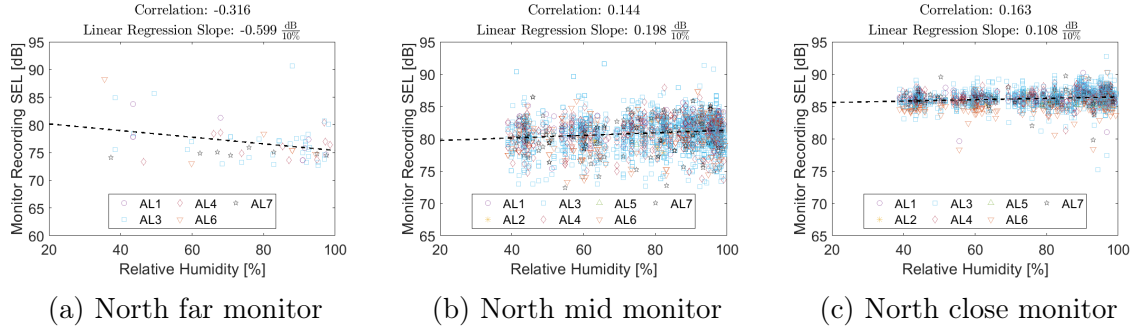 Correlation: -0.316
Linear Regression Slope: -0.599 dB/10%
Monitor Recording SEL [dB]
95
90
85
80
75
70
65
60
AL1 AL4 AL7
AL3 AL6
20 40 60 80 100
Relative Humidity [%]
(a) North far monitor
Correlation: 0.144
Linear Regression Slope: 0.198 dB/10%
Monitor Recording SEL [dB]
95
90
85
80
75
70
65
60
AL1 AL3 AL5 AL7
AL2 AL4 AL6
20 40 60 80 100
Relative Humidity [%]
(b) North mid monitor
Correlation: 0.163
Linear Regression Slope: 0.108 dB/10%
Monitor Recording SEL [dB]
95
90
85
80
75
70
65
60
AL1 AL3 AL5 AL7
AL2 AL4 AL6
20 40 60 80 100
Relative Humidity [%]
(c) North close monitor